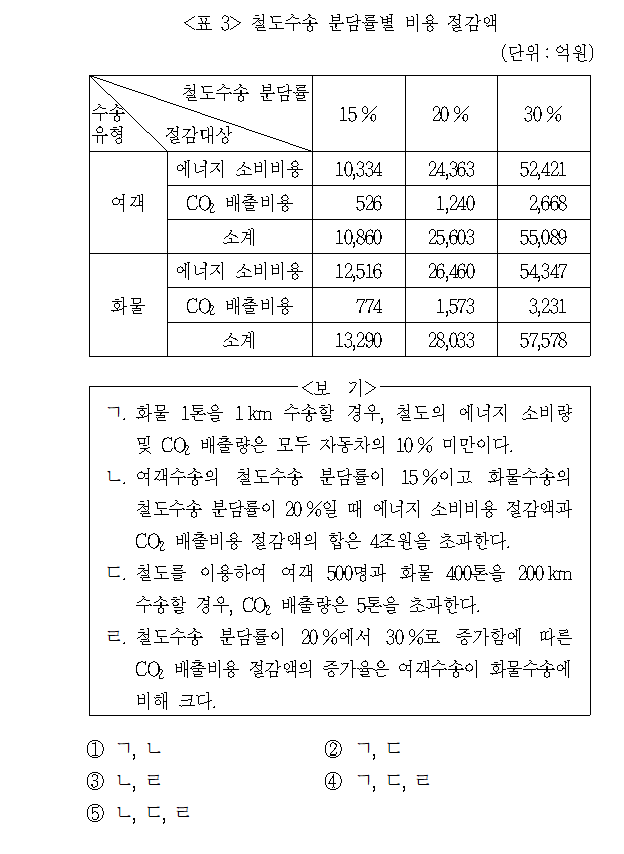 <표 3> 철도수송 분담률별 비용 절감액
(단위 : 억원)
철도수송 분담률
수송
유형 절감대상
15 % 20 % 30 %
여객
에너지 소비비용 10,334 24,363 52,421
CO₂ 배출비용 526 1,240 2,668
소계 10,860 25,603 55,089
화물
에너지 소비비용 12,516 26,460 54,347
CO₂ 배출비용 774 1,573 3,231
소계 13,290 28,033 57,578
<보 기>
ㄱ. 화물 1톤을 1 km 수송할 경우, 철도의 에너지 소비량
및 CO₂ 배출량은 모두 자동차의 10 % 미만이다.
ㄴ. 여객수송의 철도수송 분담률이 15 %이고 화물수송의
철도수송 분담률이 20 %일 때 에너지 소비비용 절감액과
CO₂ 배출비용 절감액의 합은 4조원을 초과한다.
ㄷ. 철도를 이용하여 여객 500명과 화물 400톤을 200 km
수송할 경우, CO₂ 배출량은 5톤을 초과한다.
ㄹ. 철도수송 분담률이 20 %에서 30 %로 증가함에 따른
CO₂ 배출비용 절감액의 증가율은 여객수송이 화물수송에
비해 크다.
① ㄱ, ㄴ ② ㄱ, ㄷ
③ ㄴ, ㄹ ④ ㄱ, ㄷ, ㄹ
⑤ ㄴ, ㄷ, ㄹ